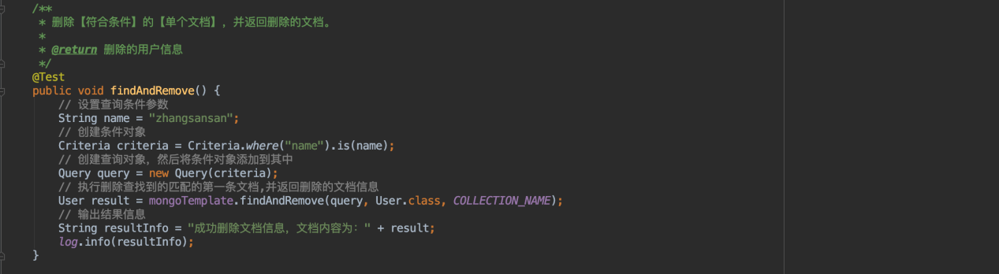 /**
 * 删除【符合条件】的【单个文档】，并返回删除的文档。
 *
 * @return 删除的用户信息
 */
@Test
public void findAndRemove() {
    // 设置查询条件参数
    String name = "zhangsansan";
    // 创建条件对象
    Criteria criteria = Criteria.where("name").is(name);
    // 创建查询对象，然后将条件对象添加到其中
    Query query = new Query(criteria);
    // 执行删除查找到的匹配的第一条文档,并返回删除的文档信息
    User result = mongoTemplate.findAndRemove(query, User.class, COLLECTION_NAME);
    // 输出结果信息
    String resultInfo = "成功删除文档信息，文档内容为：" + result;
    log.info(resultInfo);
}